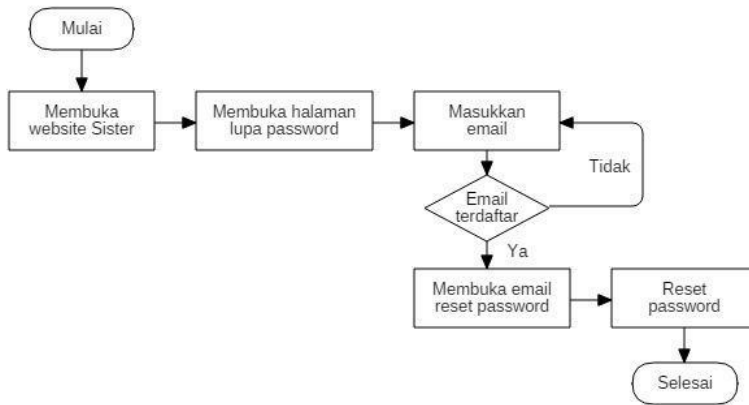 Mulai
Membuka
website Sister
Membuka halaman
lupa password
Masukkan
email
Tidak
Email
terdaftar
Ya
Membuka email
reset password
Reset
password
Selesai